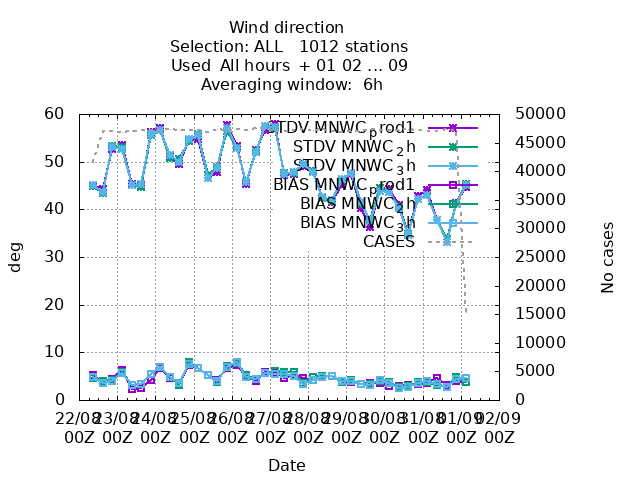 Wind direction
Selection: ALL 1012 stations
Used All hours + 01 02 ... 09
Averaging window: 6h
60
50
40
30
20
10
0
50000
45000
40000
35000
30000
25000
20000
15000
10000
5000
0
deg
No cases
STDV MNWC_prod1
STDV MNWC_2h
STDV MNWC_3h
BIAS MNWC_prod1
BIAS MNWC_2h
BIAS MNWC_3h
CASES
22/08 23/08 24/08 25/08 26/08 27/08 28/08 29/08 30/08 31/08 01/09 02/09
00Z 00Z 00Z 00Z 00Z 00Z 00Z 00Z 00Z 00Z 00Z 00Z
Date